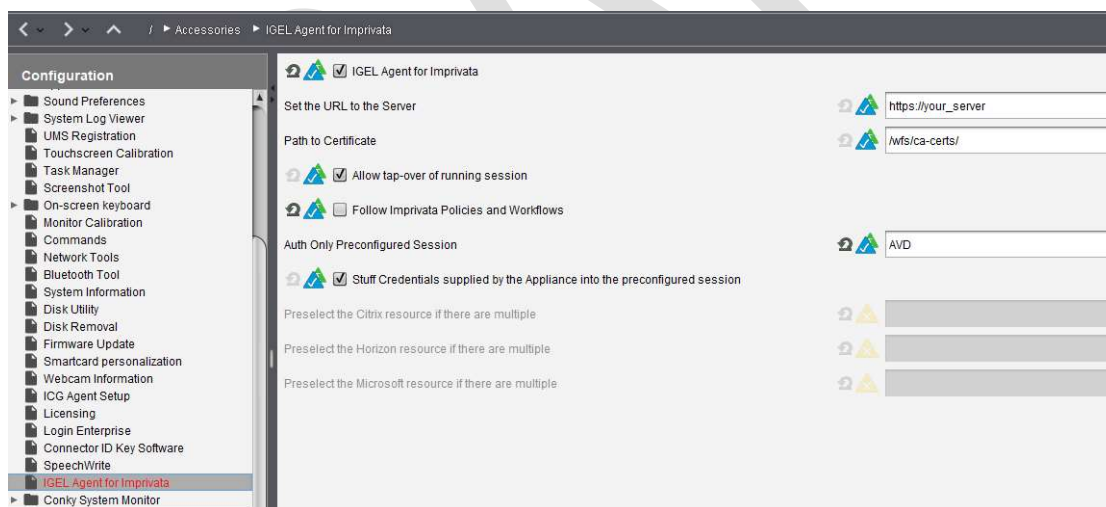 / Accessories IGEL Agent for Imprivata
Configuration
Sound Preferences
System Log Viewer
UMS Registration
Touchscreen Calibration
Task Manager
Screenshot Tool
On-screen keyboard
Monitor Calibration
Commands
Network Tools
Bluetooth Tool
System Information
Disk Utility
Disk Removal
Firmware Update
Smartcard personalization
Webcam Information
ICG Agent Setup
Licensing
Login Enterprise
Connector ID Key Software
SpeechWrite
IGEL Agent for Imprivata
Conky System Monitor
IGEL Agent for Imprivata
Set the URL to the Server https://your_server
Path to Certificate /wfs/ca-certs/
Allow tap-over of running session
Follow Imprivata Policies and Workflows
Auth Only Preconfigured Session AVD
Stuff Credentials supplied by the Appliance into the preconfigured session
Preselect the Citrix resource if there are multiple
Preselect the Horizon resource if there are multiple
Preselect the Microsoft resource if there are multiple